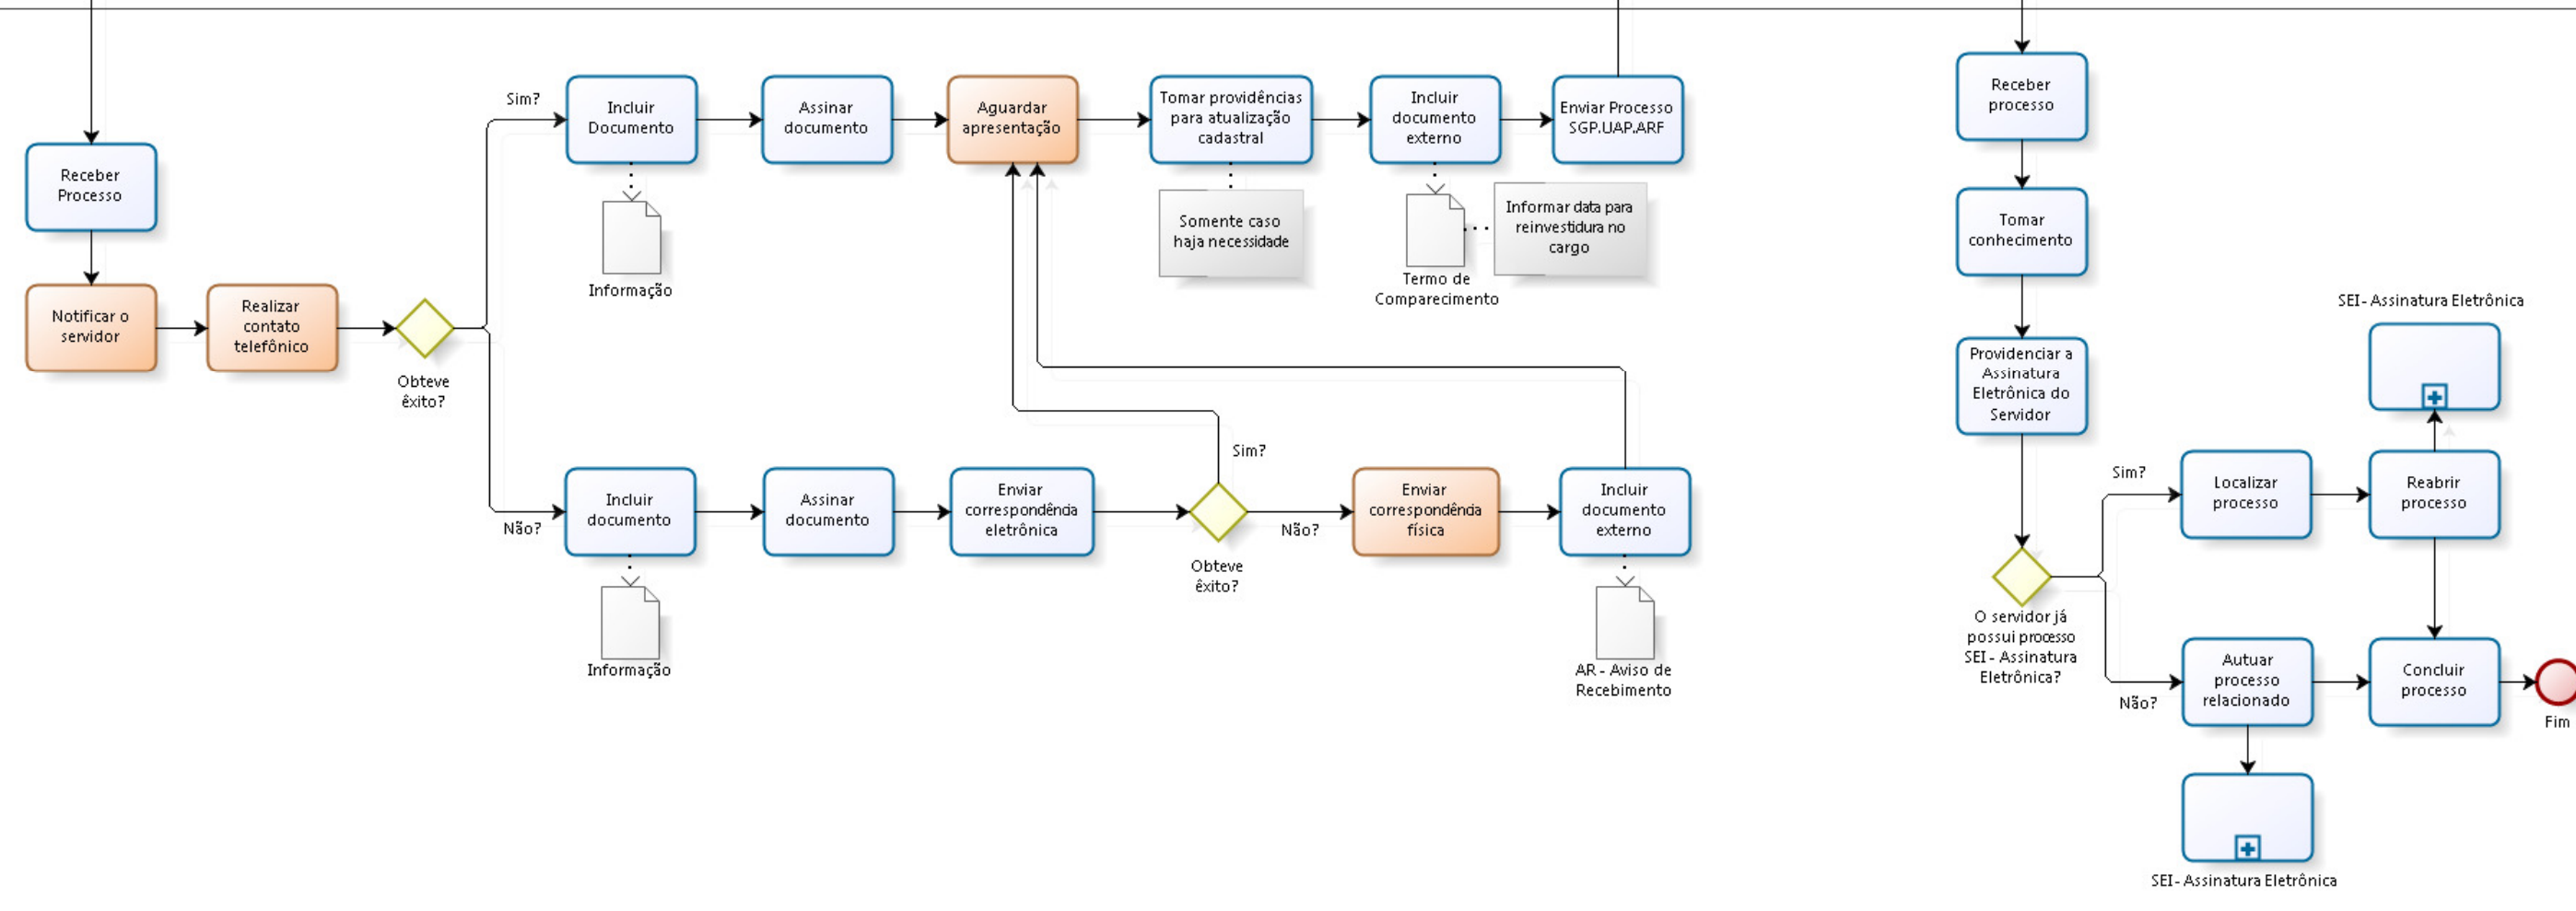 Receber
Processo
Notificar o
servidor
Realizar
contato
telefônico
Obteve
êxito?
Sim?
Incluir
Documento
Informação
Assinar
documento
Aguardar
apresentação
Tomar providências
para atualização
cadastral
Somente caso
haja necessidade
Incluir
documento
externo
Termo de
Comparecimento
Informar data para
reinvestidura no
cargo
Enviar Processo
SGP.UAP.ARF
Não?
Incluir
documento
Informação
Assinar
documento
Enviar
correspondência
eletrônica
Obteve
êxito?
Sim?
Não?
Enviar
correspondência
física
Incluir
documento
externo
AR - Aviso de
Recebimento
Receber
processo
Tomar
conhecimento
Providenciar a
Assinatura
Eletrônica do
Servidor
O servidor já
possui processo
SEI - Assinatura
Eletrônica?
Sim?
Localizar
processo
Reabrir
processo
SEI- Assinatura Eletrônica
Não?
Autuar
processo
relacionado
Concluir
processo
Fim
SEI- Assinatura Eletrônica